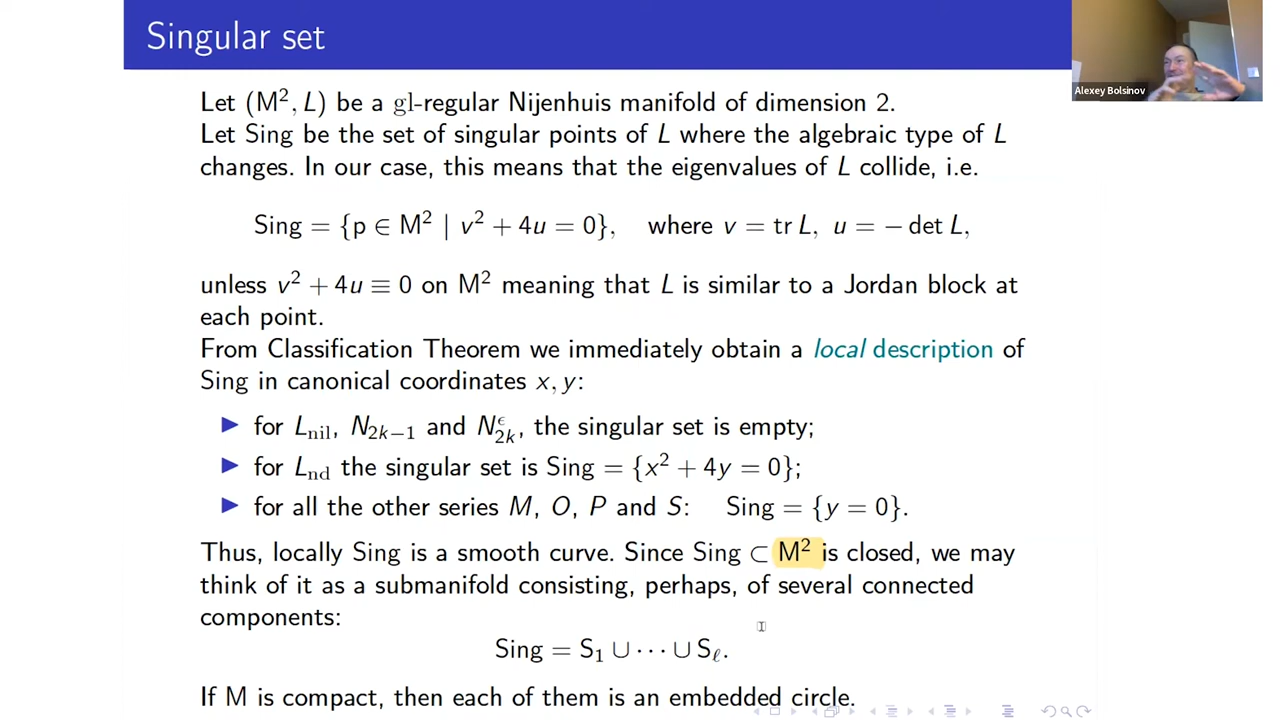 Singular set
Alexey Bolsinov
Let (M², L) be a gl-regular Nijenhuis manifold of dimension 2.
Let Sing be the set of singular points of L where the algebraic type of L
changes. In our case, this means that the eigenvalues of L collide, i.e.
Sing = {p ∈ M² | v² + 4u = 0}, where v = tr L, u = − det L,
unless v² + 4u ≡ 0 on M² meaning that L is similar to a Jordan block at
each point.
From Classification Theorem we immediately obtain a local description of
Sing in canonical coordinates x, y:
▶ for L_nil, N_{2k−1} and N^ϵ_{2k}, the singular set is empty;
▶ for L_nd the singular set is Sing = {x² + 4y = 0};
▶ for all the other series M, O, P and S: Sing = {y = 0}.
Thus, locally Sing is a smooth curve. Since Sing ⊂ M² is closed, we may
think of it as a submanifold consisting, perhaps, of several connected
components:
Sing = S₁ ∪ · · · ∪ S_ℓ.
If M is compact, then each of them is an embedded circle.